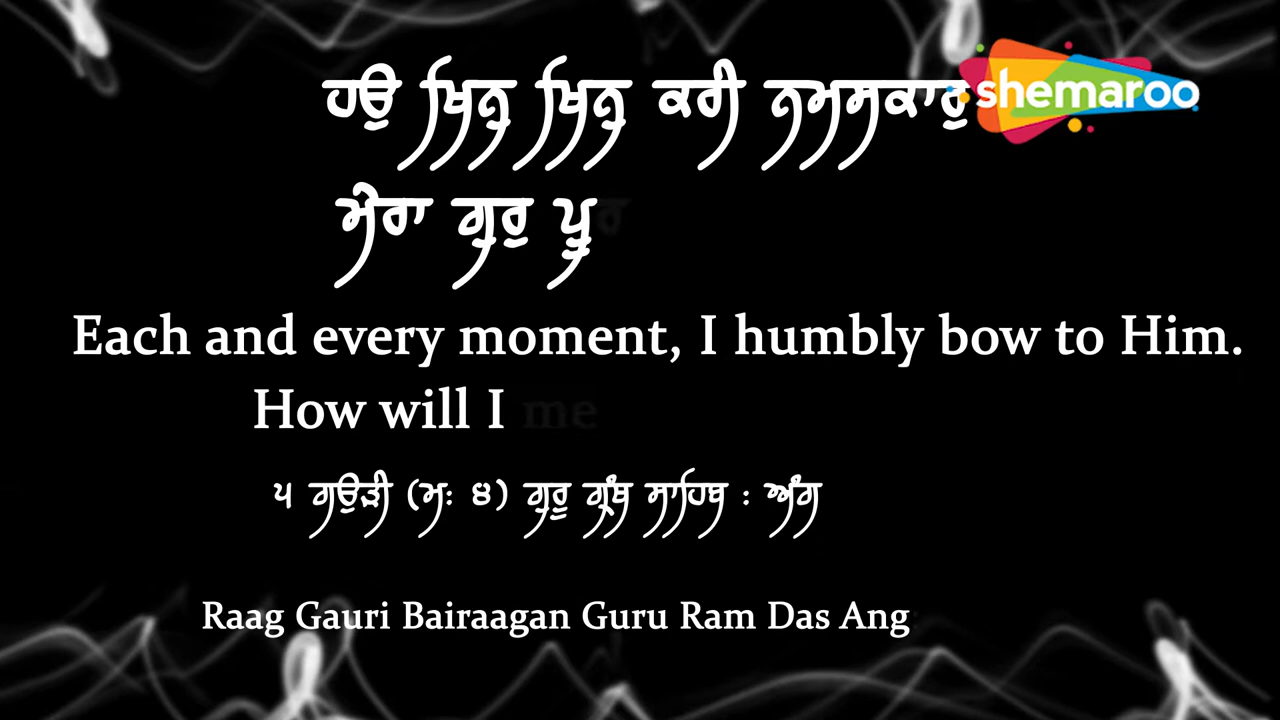 ਹਉ ਖਿਨੁ ਖਿਨੁ ਕਰੀ ਨਮਸਕਾਰੁ
shemaroo
ਮੇਰਾ ਗੁਰੁ ਪੂਰ
Each and every moment, I humbly bow to Him.
How will I me
੫ ਗਉੜੀ (ਮਃ ੪) ਗੁਰੁ ਗ੍ਰੰਥ ਸਾਹਿਬ : ਅੰਗ
Raag Gauri Bairaagan Guru Ram Das Ang